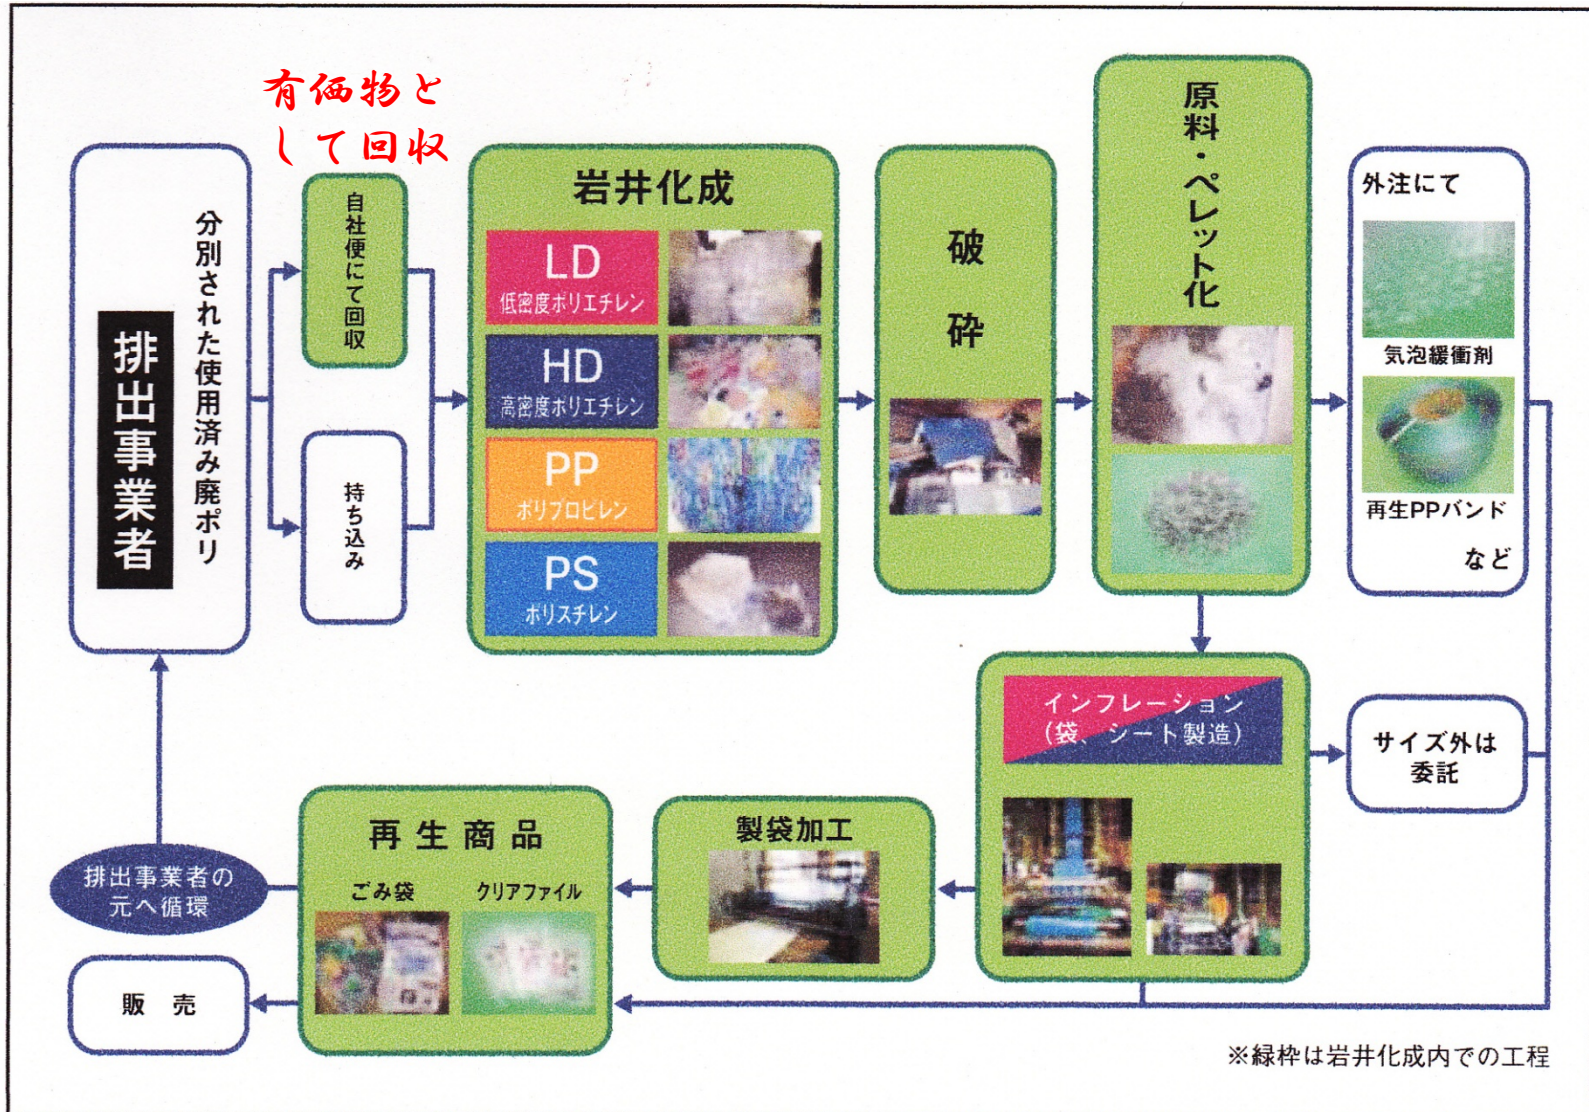 有価物と
して回収
分別された使用済み廃ポリ
排出事業者
自社便にて回収
持ち込み
岩井化成
LD
低密度ポリエチレン
HD
高密度ポリエチレン
PP
ポリプロピレン
PS
ポリスチレン
破砕
原料・ペレット化
外注にて
気泡緩衝剤
再生PPバンド
など
インフレーション
(袋、シート製造)
サイズ外は
委託
製袋加工
再生商品
ごみ袋
クリアファイル
排出事業者の
元へ循環
販売
※緑枠は岩井化成内での工程